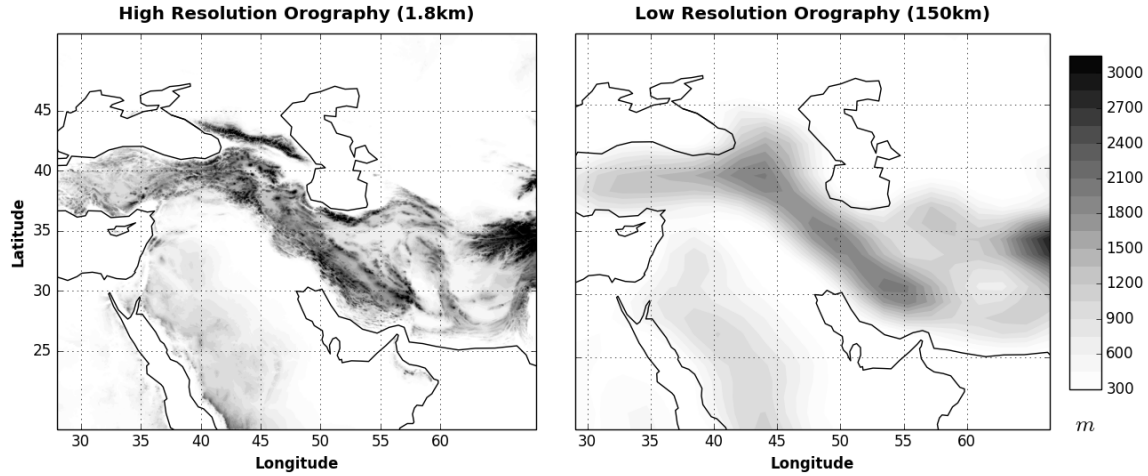 High Resolution Orography (1.8km)
Low Resolution Orography (150km)
45
40
35
30
25
Latitude
30 35 40 45 50 55 60
Longitude
30 35 40 45 50 55 60
Longitude
3000
2700
2400
2100
1800
1500
1200
900
600
300
m